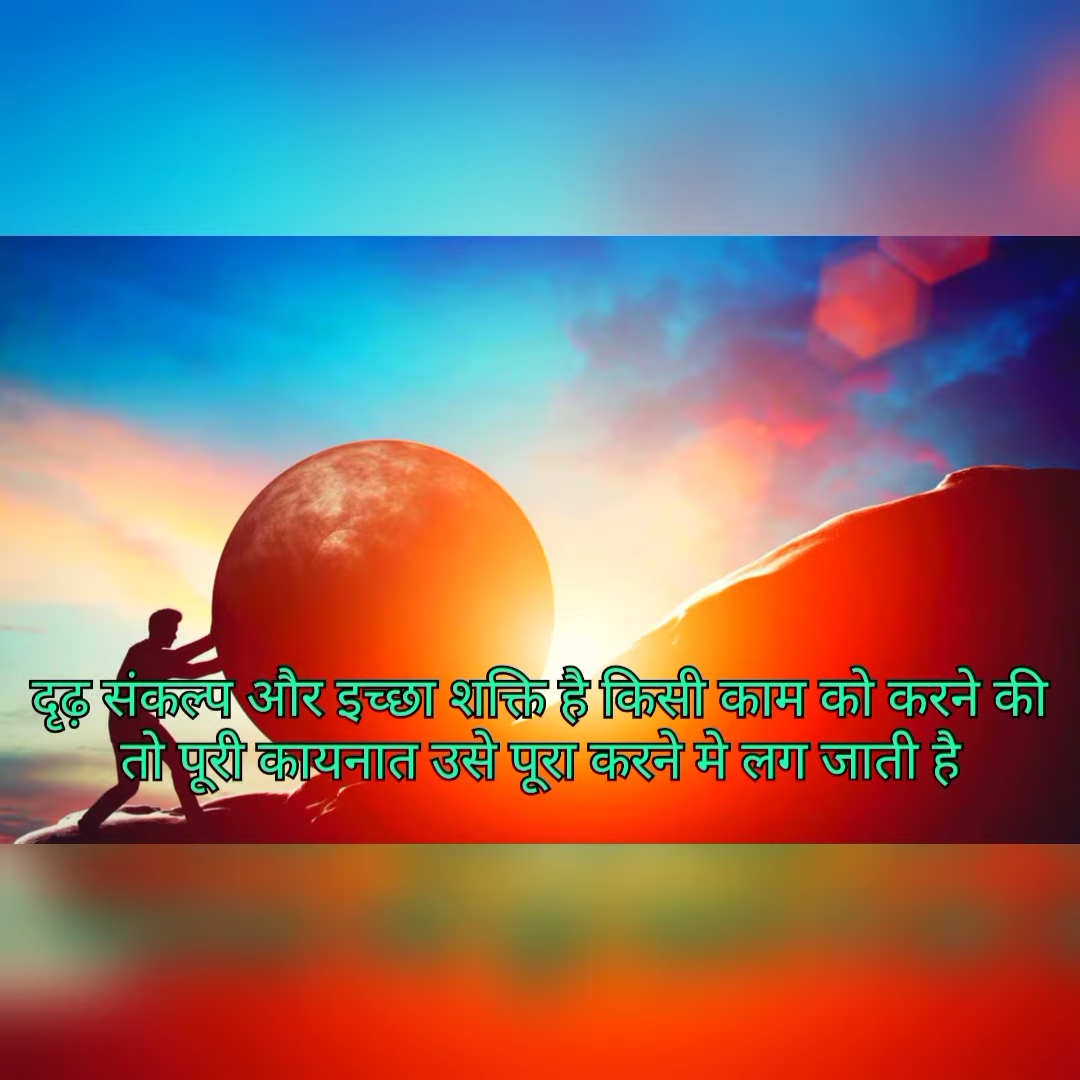 दृढ़ संकल्प और इच्छा शक्ति है किसी काम को करने की
तो पूरी कायनात उसे पूरा करने मे लग जाती है